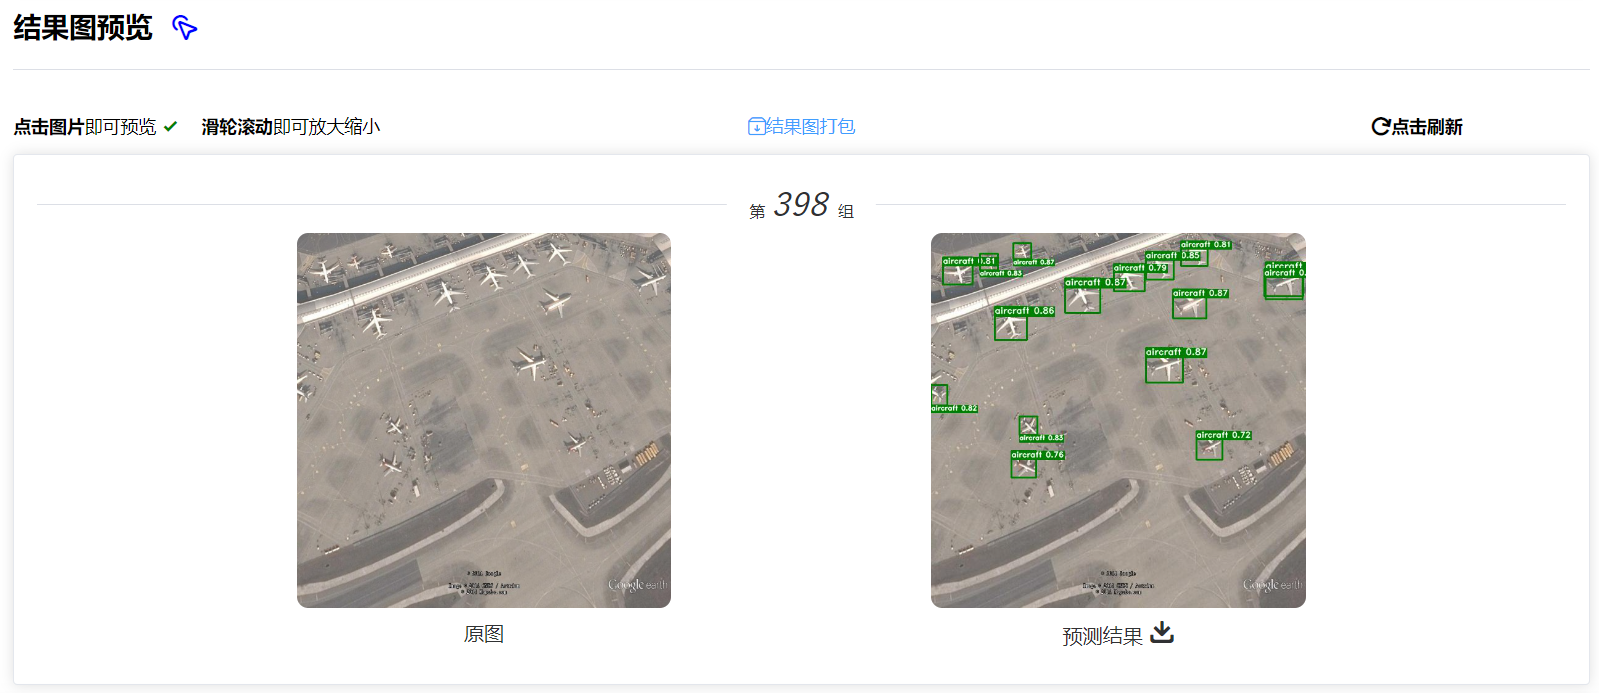 结果图预览
点击图片即可预览 滑轮滚动即可放大缩小 结果图打包 点击刷新
第 398 组
aircraft 0.81
aircraft 0.83
aircraft 0.87
aircraft 0.81
aircraft 0.85
aircraft 0.79
aircraft 0.87
aircraft
aircraft 0.
aircraft 0.87
aircraft 0.86
aircraft 0.87
aircraft 0.82
aircraft 0.83
aircraft 0.72
aircraft 0.76
Google earth
Google earth
原图
预测结果